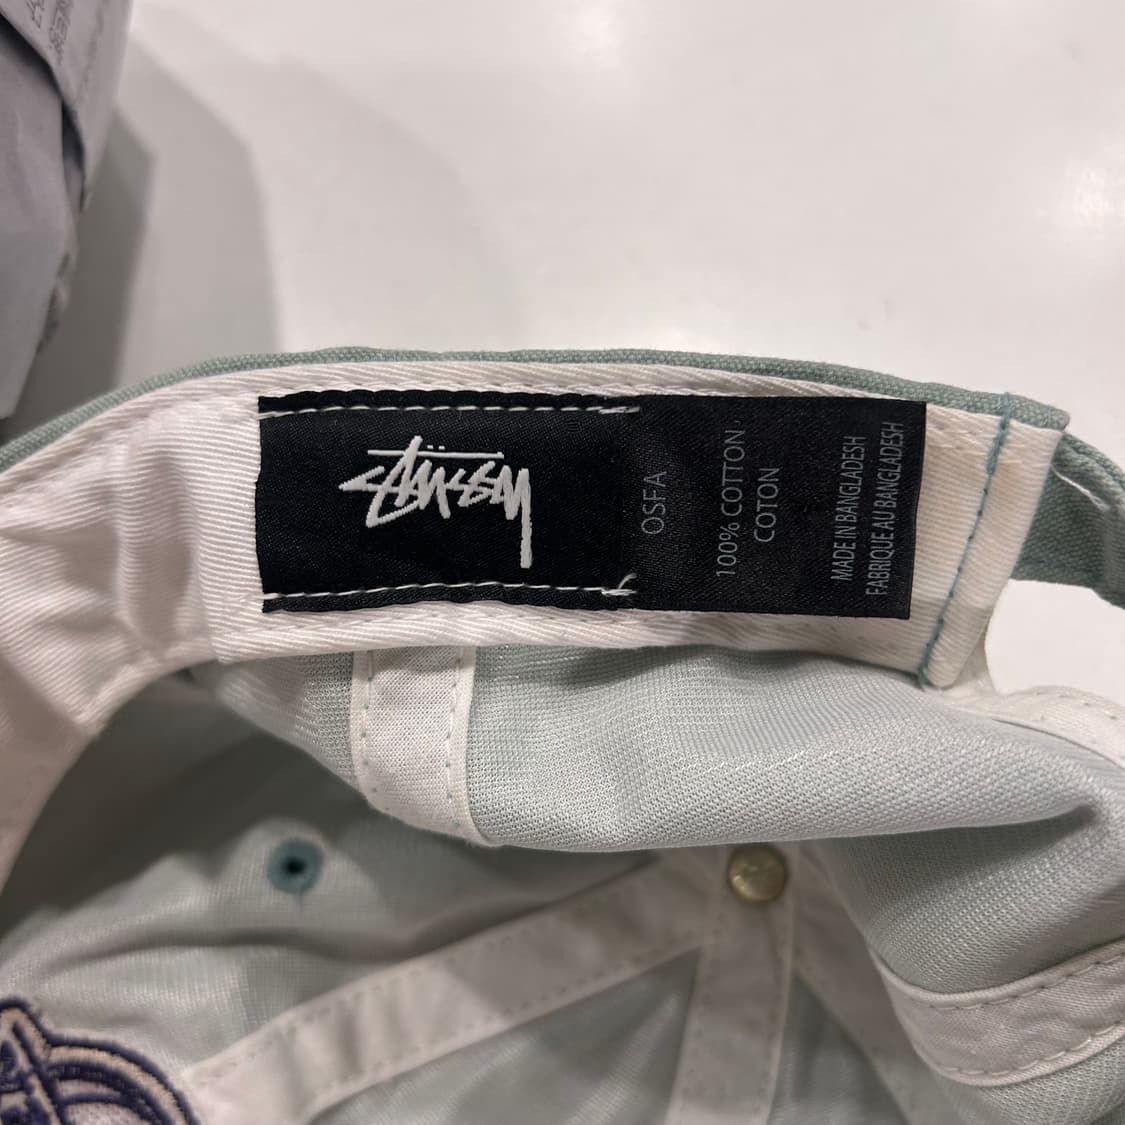 STÜSSY
OSFA
100% COTTON
COTON
MADE IN BANGLADESH
FABRIQUE AU BANGLADESH